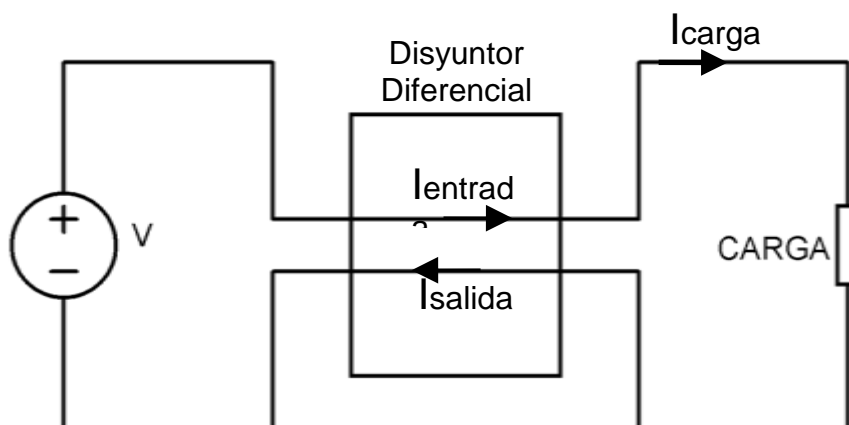 Icarga
Disyuntor
Diferencial
Ientrad
+
V
−
CARGA
Isalida